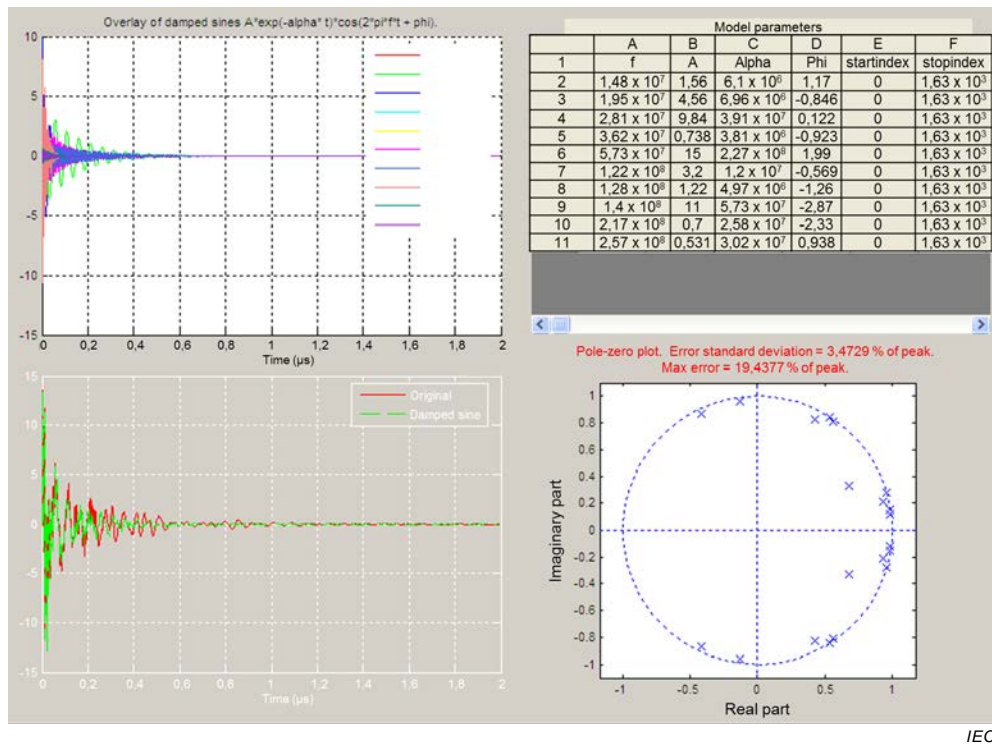 Overlay of damped sines A*exp(-alpha* t)*cos(2*pi*f*t + phi).
10
5
0
-5
-10
-15
0 0,2 0,4 0,6 0,8 1 1,2 1,4 1,6 1,8 2
Time (µs)
Model parameters
A B C D E F
1 f A Alpha Phi startindex stopindex
2 1,48 x 10⁷ 1,56 6,1 x 10⁶ 1,17 0 1,63 x 10³
3 1,95 x 10⁷ 4,56 6,96 x 10⁶ -0,846 0 1,63 x 10³
4 2,81 x 10⁷ 9,84 3,91 x 10⁷ 0,122 0 1,63 x 10³
5 3,62 x 10⁷ 0,738 3,81 x 10⁶ -0,923 0 1,63 x 10³
6 5,73 x 10⁷ 15 2,27 x 10⁸ 1,99 0 1,63 x 10³
7 1,22 x 10⁸ 3,2 1,2 x 10⁷ -0,569 0 1,63 x 10³
8 1,28 x 10⁸ 1,22 4,97 x 10⁶ -1,26 0 1,63 x 10³
9 1,4 x 10⁸ 11 5,73 x 10⁷ -2,87 0 1,63 x 10³
10 2,17 x 10⁸ 0,7 2,58 x 10⁷ -2,33 0 1,63 x 10³
11 2,57 x 10⁸ 0,531 3,02 x 10⁷ 0,938 0 1,63 x 10³
15
10
5
0
-5
-10
-15
0 0,2 0,4 0,6 0,8 1 1,2 1,4 1,6 1,8 2
Time (µs)
Original
Damped sine
Pole-zero plot. Error standard deviation = 3,4729 % of peak.
Max error = 19,4377 % of peak.
1
0.8
0.6
0.4
0.2
0
-0.2
-0.4
-0.6
-0.8
-1
Imaginary part
-1 -0.5 0 0.5 1
Real part
IEC